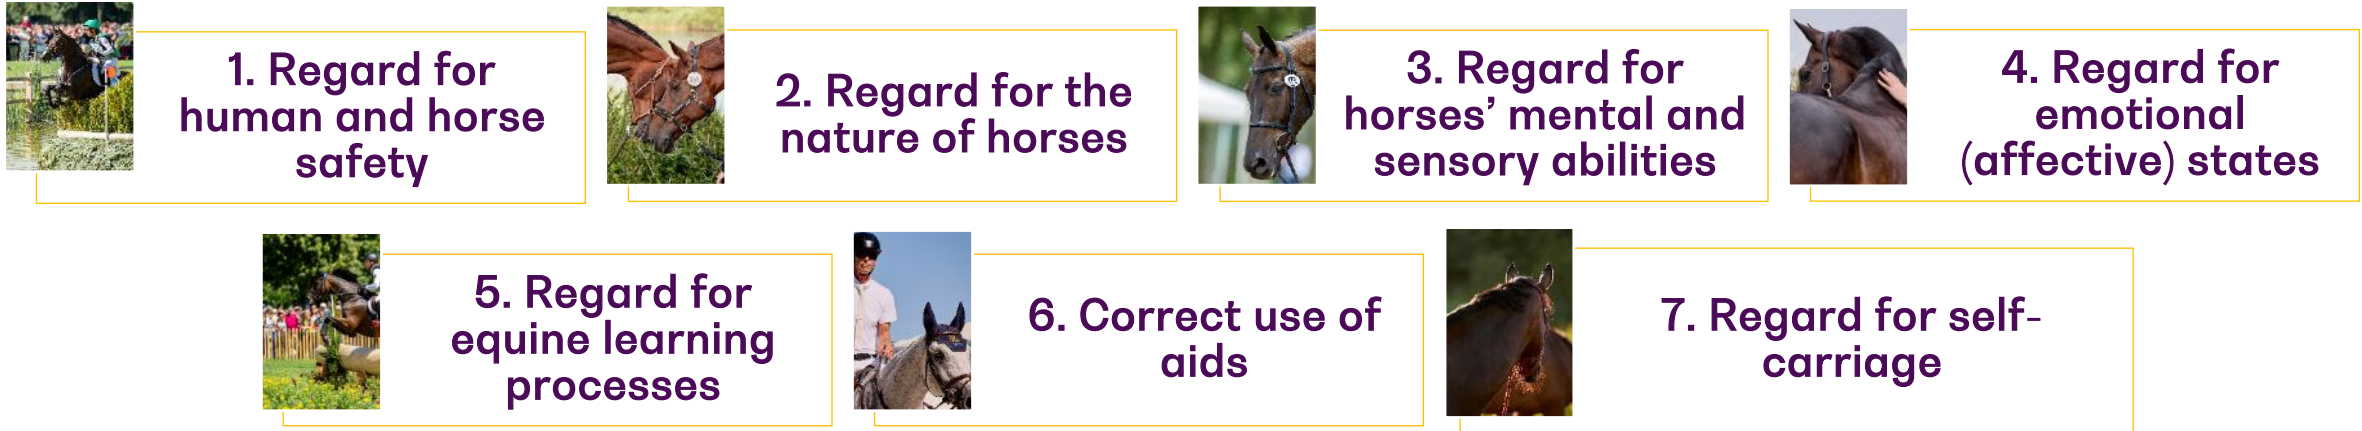 1. Regard for
human and horse
safety
2. Regard for the
nature of horses
3. Regard for
horses’ mental and
sensory abilities
4. Regard for
emotional
(affective) states
5. Regard for
equine learning
processes
6. Correct use of
aids
7. Regard for self-
carriage